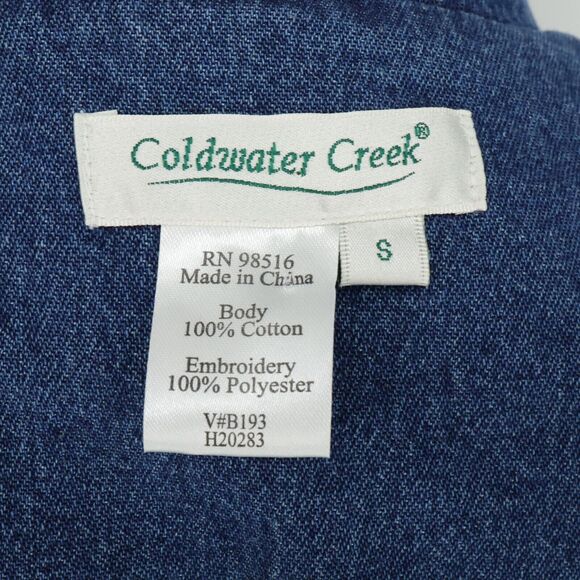 Coldwater Creek®
S
RN 98516
Made in China
Body
100% Cotton
Embroidery
100% Polyester
V#B193
H20283